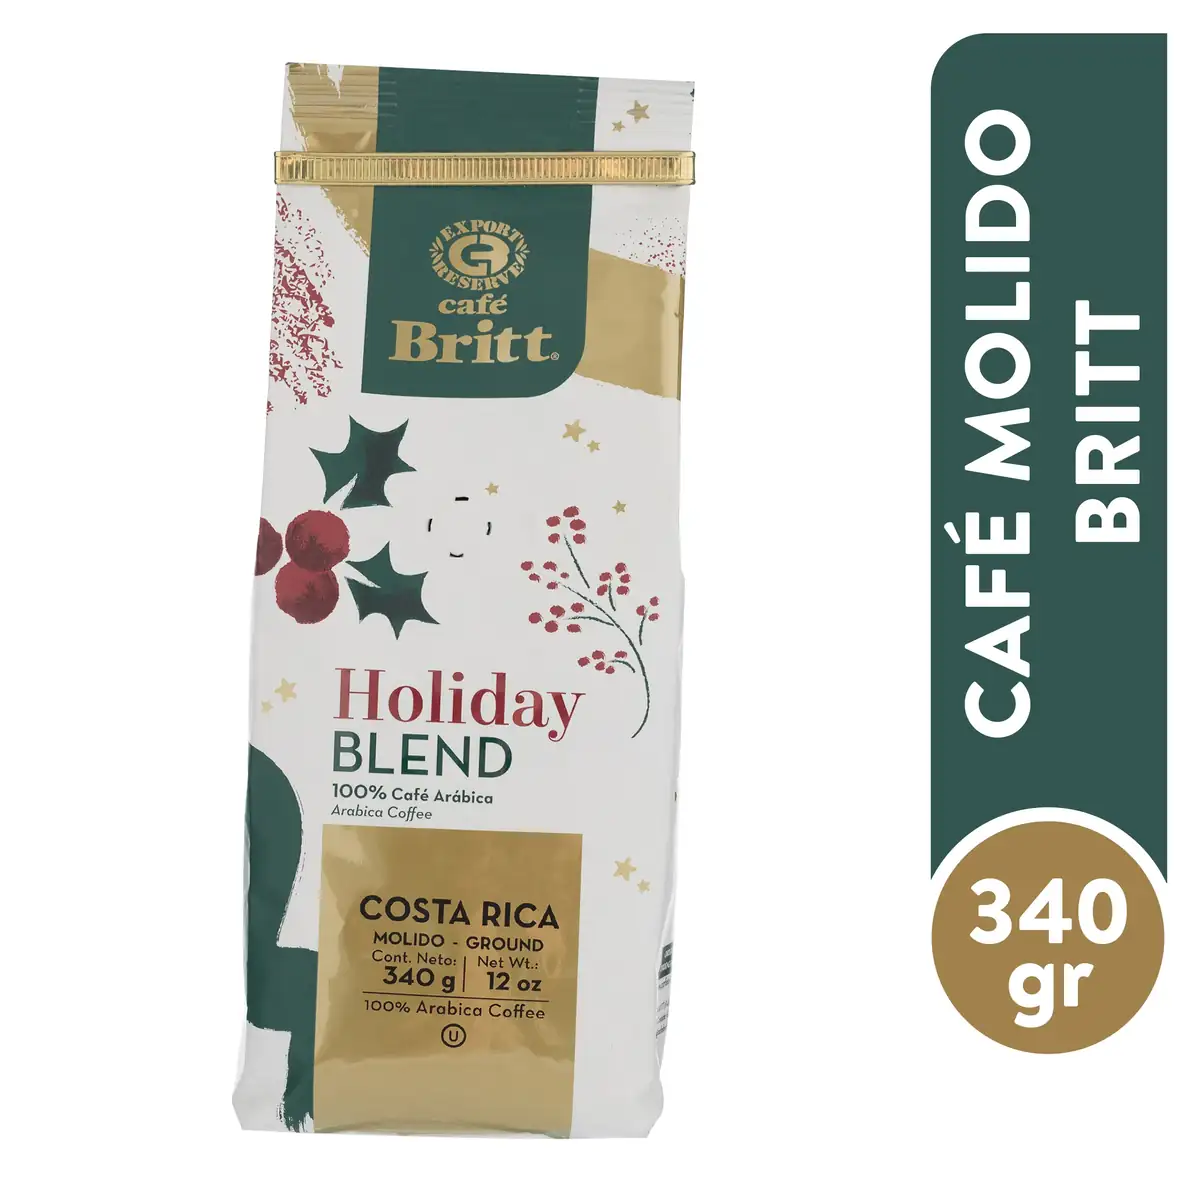 EXPORT
RESERVE
café
Britt®
Holiday
BLEND
100% Café Arábica
Arabica Coffee
COSTA RICA
MOLIDO - GROUND
Cont. Neto: | Net Wt.:
340 g | 12 oz
100% Arabica Coffee
U
CAFÉ MOLIDO
BRITT
340
gr